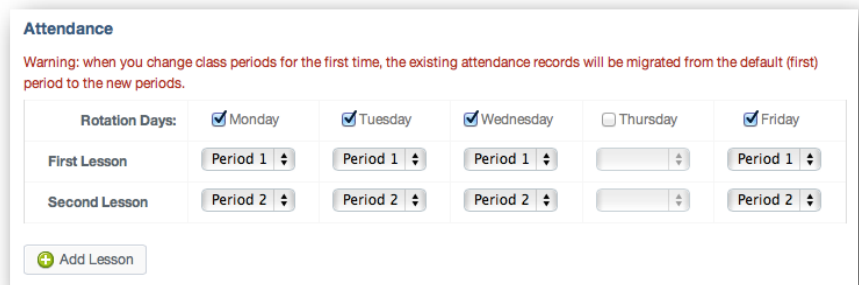 Attendance
Warning: when you change class periods for the first time, the existing attendance records will be migrated from the default (first)
period to the new periods.
Rotation Days: Monday Tuesday Wednesday Thursday Friday
First Lesson Period 1 Period 1 Period 1 Period 1
Second Lesson Period 2 Period 2 Period 2 Period 2
Add Lesson